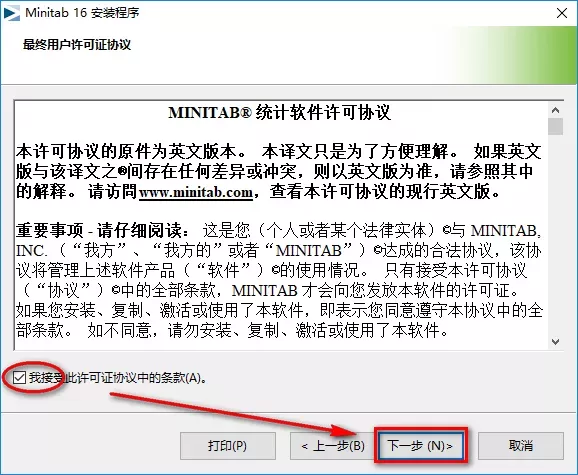 Minitab 16 安装程序
最终用户许可证协议
MINITAB® 统计软件许可协议
本许可协议的原件为英文版本。 本译文只是为了方便理解。 如果英文
版与该译文之®间存在任何差异或冲突，则以英文版为准，请参照其中
的解释。 请访問 www.minitab.com，查看本许可协议的现行英文版。
重要事项 - 请仔细阅读： 这是您（个人或者某个法律实体）©与 MINITAB,
INC. （“我方”、“我方的”或者“MINITAB”）©达成的合法协议，该协
议将管理上述软件产品（“软件”）©的使用情况。 只有接受本许可协议
（“协议”）©中的全部条款，MINITAB 才会向您发放本软件的许可证。
如果您安装、复制、激活或使用了本软件，即表示您同意遵守本协议中的全
部条款。 如不同意，请勿安装、复制、激活或使用了本软件。
我接受此许可证协议中的条款(A)。
打印(P)
< 上一步(B)
下一步 (N)>
取消